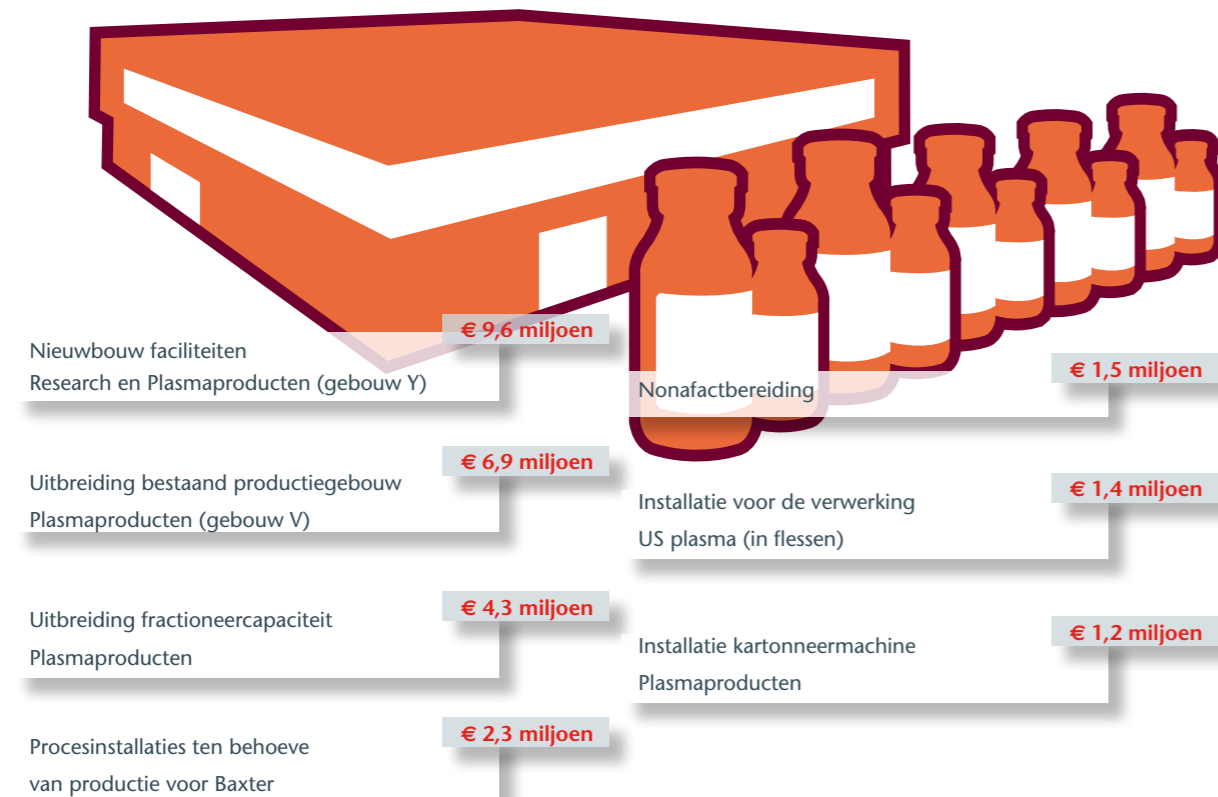 € 9,6 miljoen
Nieuwbouw faciliteiten
Research en Plasmaproducten (gebouw Y)
€ 6,9 miljoen
Uitbreiding bestaand productiegebouw
Plasmaproducten (gebouw V)
€ 4,3 miljoen
Uitbreiding fractioneercapaciteit
Plasmaproducten
€ 2,3 miljoen
Procesinstallaties ten behoeve
van productie voor Baxter
€ 1,5 miljoen
Nonafactbereiding
€ 1,4 miljoen
Installatie voor de verwerking
US plasma (in flessen)
€ 1,2 miljoen
Installatie kartonneermachine
Plasmaproducten